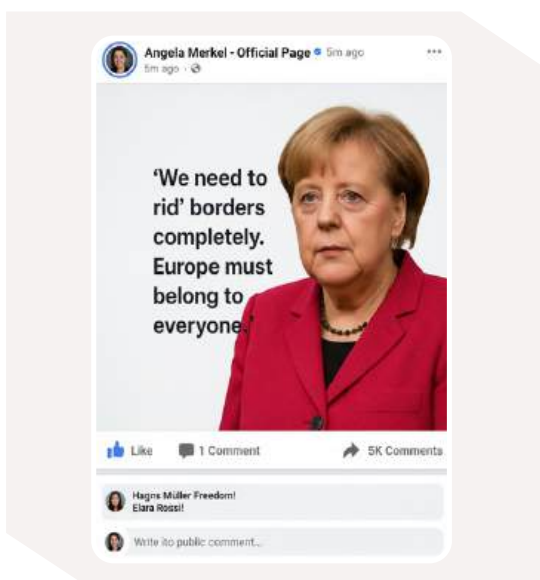 Angela Merkel - Official Page 5m ago
5m ago
'We need to
rid' borders
completely.
Europe must
belong to
everyone.'
Like 1 Comment 5K Comments
Hagns Müller Freedom!
Elara Rossi!
Write ito public comment...